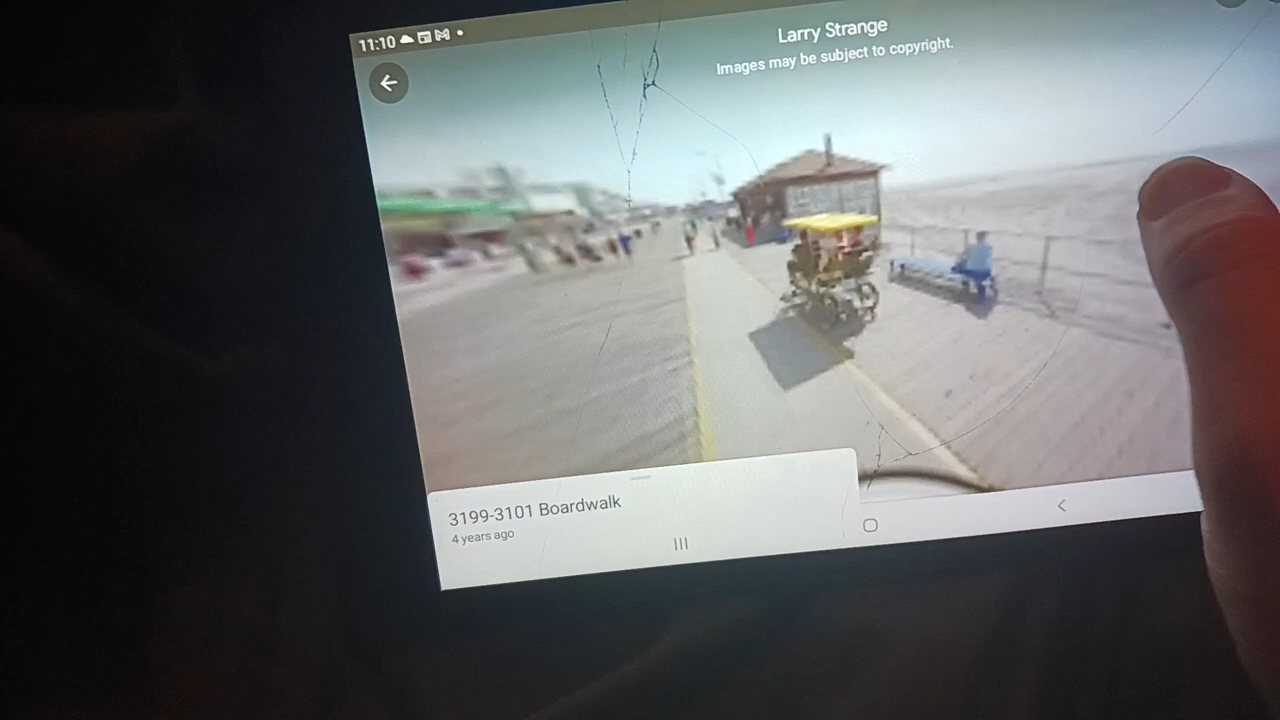 11:10
Larry Strange
Images may be subject to copyright.
3199-3101 Boardwalk
4 years ago